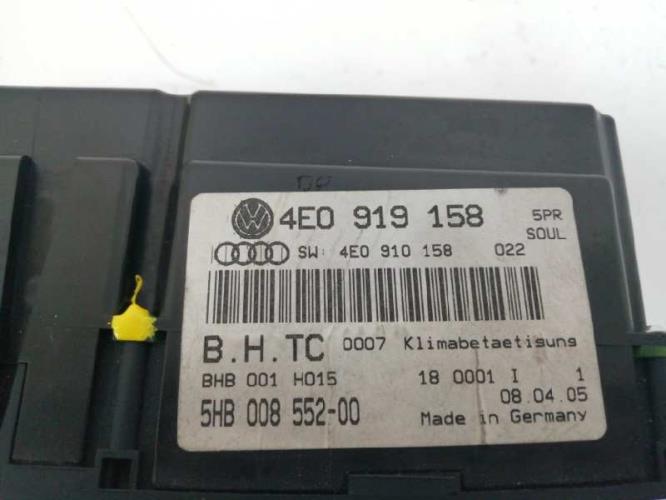 4E0 919 158 5PR
SOUL
SW: 4E0 910 158 022
B.H.TC 0007 Klimabetaetisuns
BHB 001 H015 18 0001 I 1
08.04.05
5HB 008 552-00 Made in Germany